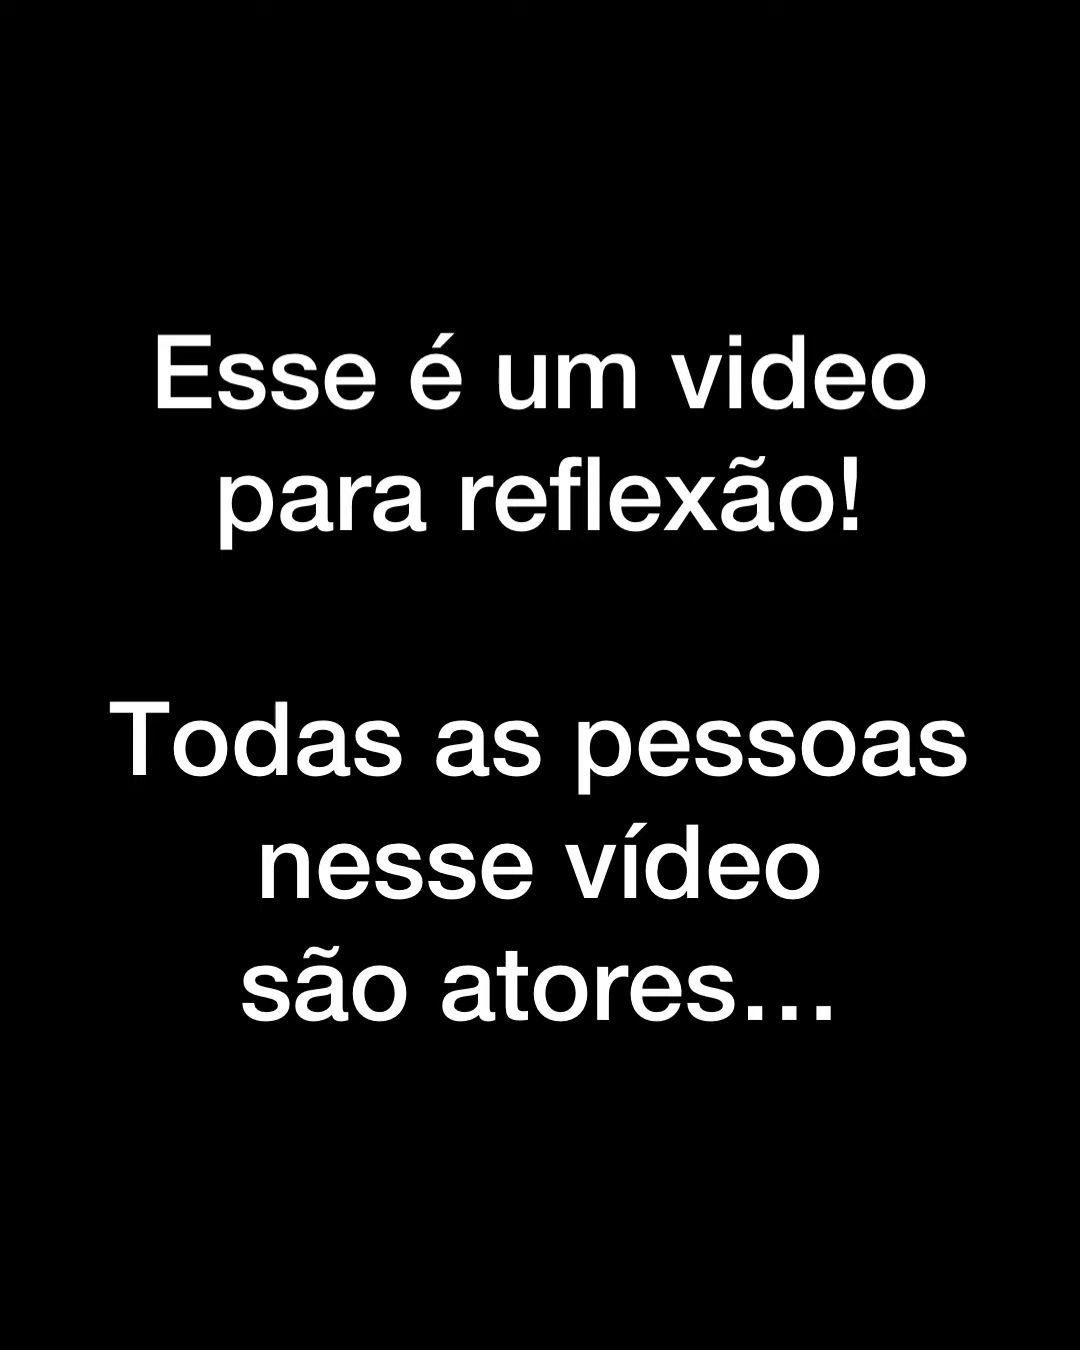 Esse é um video
para reflexão!
Todas as pessoas
nesse vídeo
são atores...